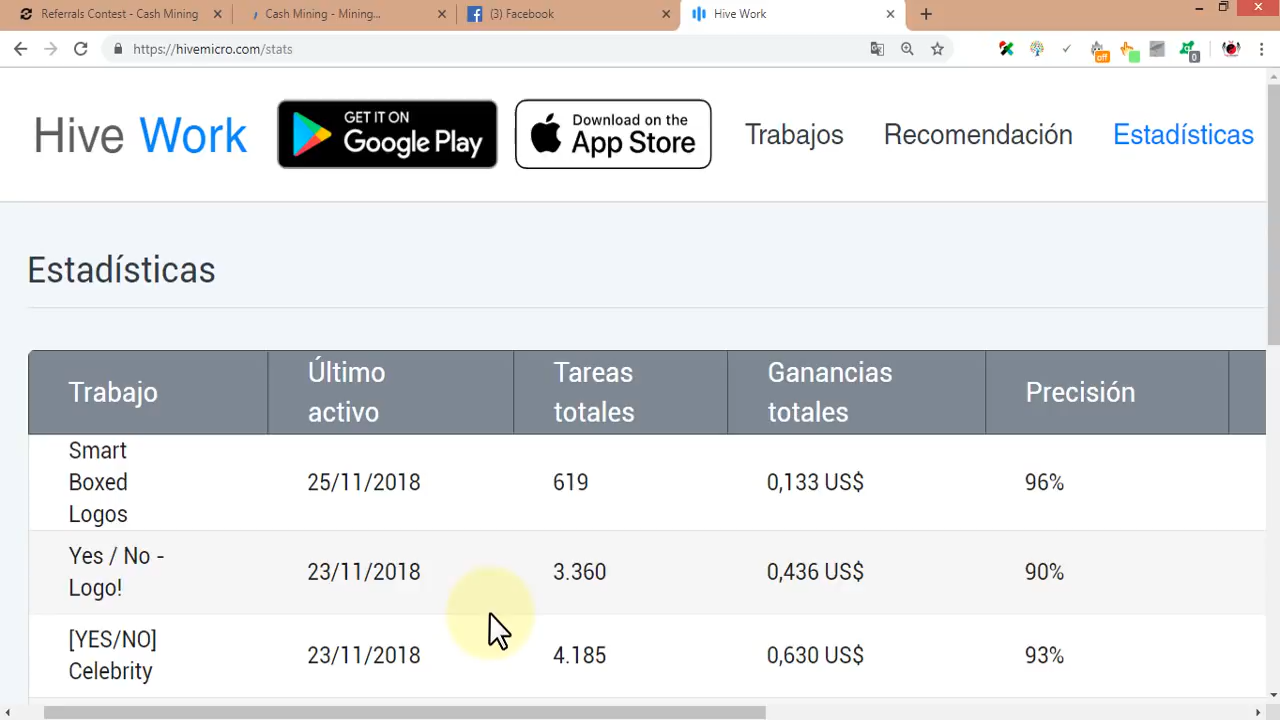 Referrals Contest - Cash Mining
Cash Mining - Mining...
(3) Facebook
Hive Work
https://hivemicro.com/stats
off
0
Hive Work
GET IT ON
Google Play
Download on the
App Store
Trabajos
Recomendación
Estadísticas
Estadísticas
Trabajo
Último
activo
Tareas
totales
Ganancias
totales
Precisión
Smart
Boxed
Logos
25/11/2018
619
0,133 US$
96%
Yes / No -
Logo!
23/11/2018
3.360
0,436 US$
90%
[YES/NO]
Celebrity
23/11/2018
4.185
0,630 US$
93%